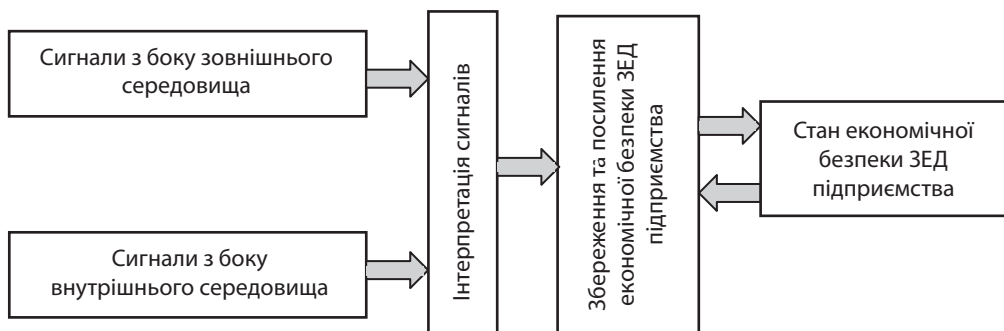 Сигнали з боку зовнішнього
середовища
Сигнали з боку
внутрішнього середовища
Інтерпретація сигналів
Збереження та посилення
економічної безпеки ЗЕД
підприємства
Стан економічної
безпеки ЗЕД
підприємства